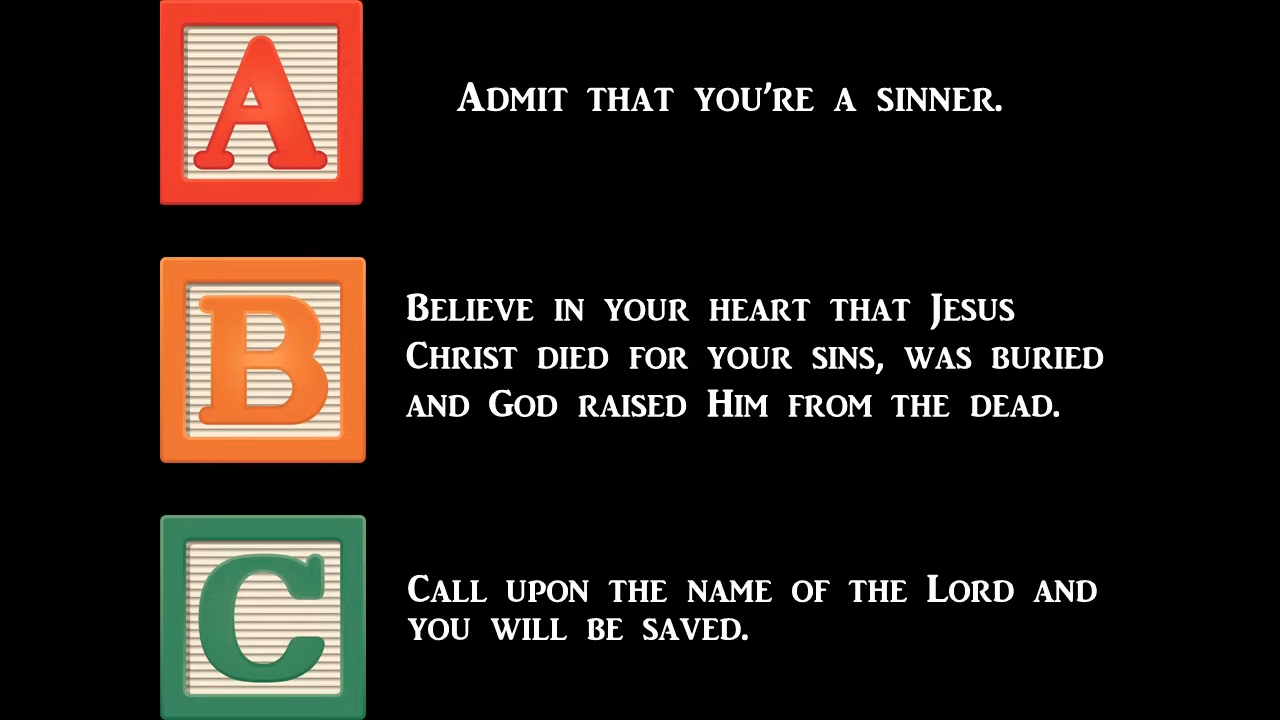 A
Admit that you're a sinner.
B
Believe in your heart that Jesus
Christ died for your sins, was buried
and God raised Him from the dead.
C
Call upon the name of the Lord and
you will be saved.